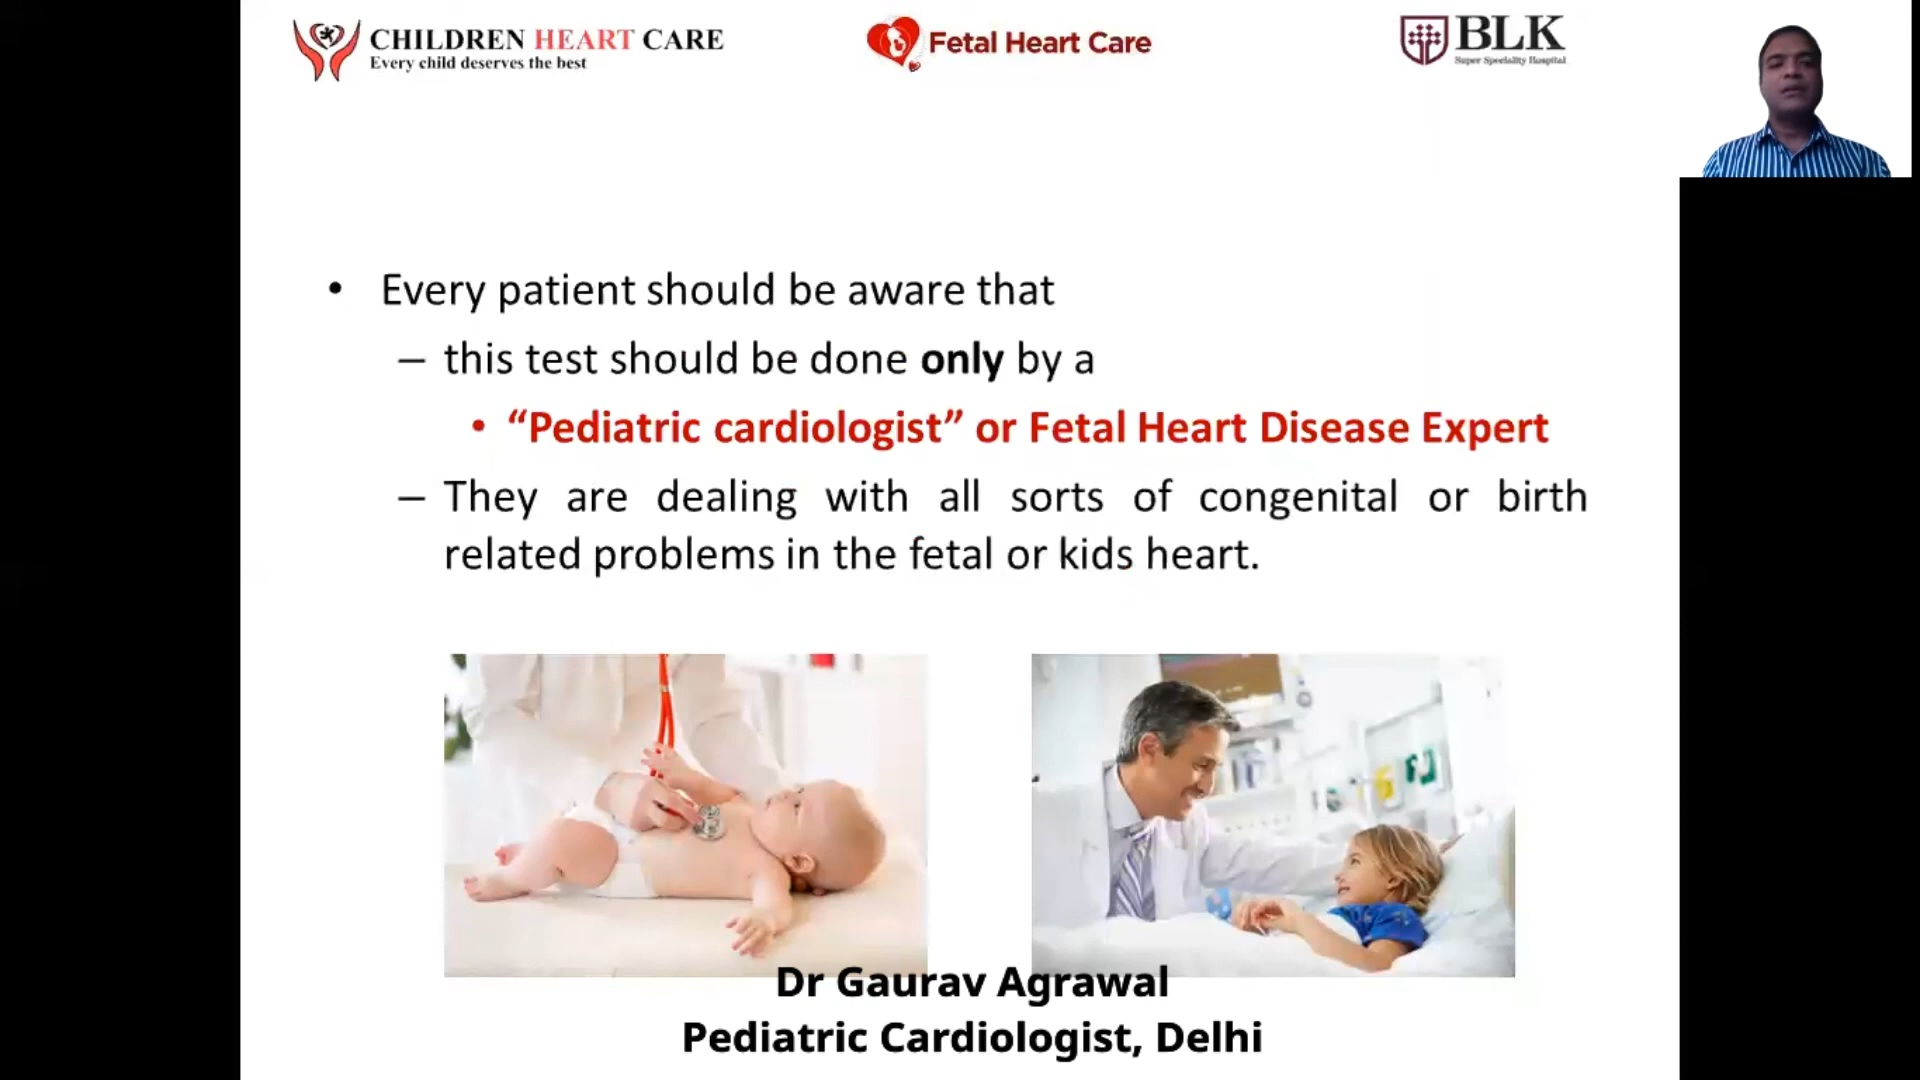 CHILDREN HEART CARE
Every child deserves the best
Fetal Heart Care
BLK
Super Speciality Hospital
• Every patient should be aware that
– this test should be done only by a
• “Pediatric cardiologist” or Fetal Heart Disease Expert
– They are dealing with all sorts of congenital or birth
related problems in the fetal or kids heart.
Dr Gaurav Agrawal
Pediatric Cardiologist, Delhi